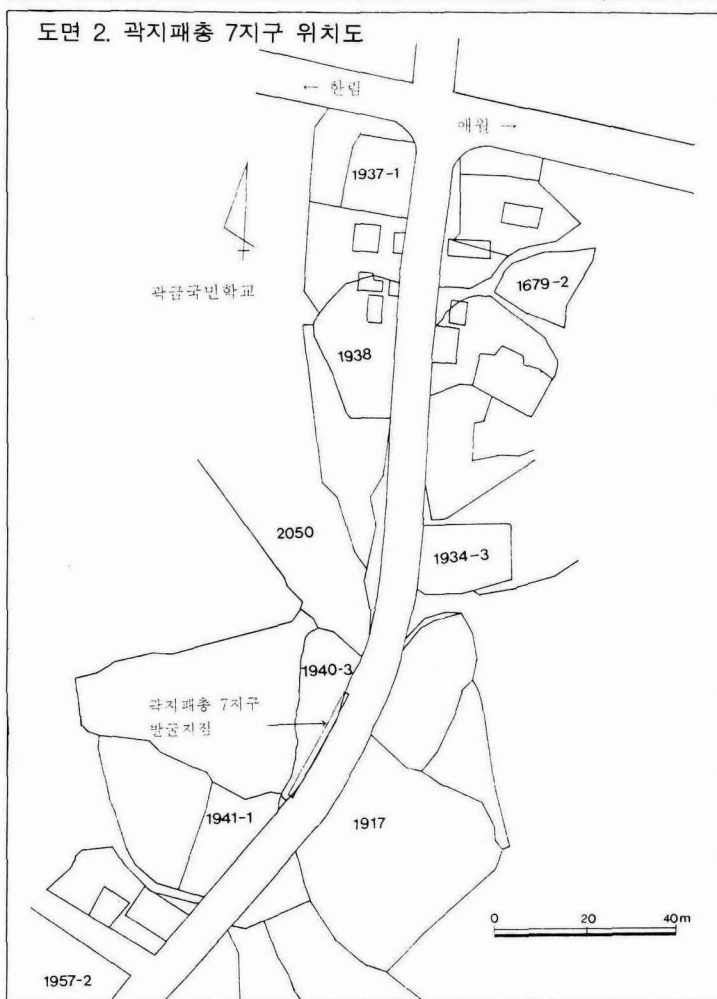 도면 2. 곽지패총 7지구 위치도
← 한림
애월 →
1937-1
곽금국민학교
1679-2
1938
2050
1934-3
1940-3
곽지패총 7지구
발굴지점
1941-1
1917
0 20 40m
1957-2